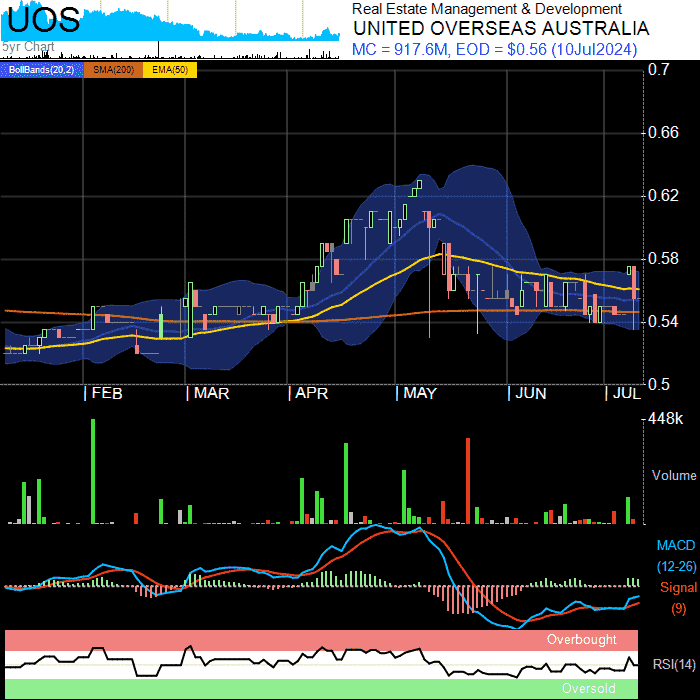 UOS
5yr Chart
Real Estate Management & Development
UNITED OVERSEAS AUSTRALIA
MC = 917.6M, EOD = $0.56 (10Jul2024)
BollBands(20,2) SMA(200) EMA(50)
0.7
0.66
0.62
0.58
0.54
0.5
FEB MAR APR MAY JUN JUL
448k
Volume
MACD
(12-26)
Signal
(9)
Overbought
RSI(14)
Oversold